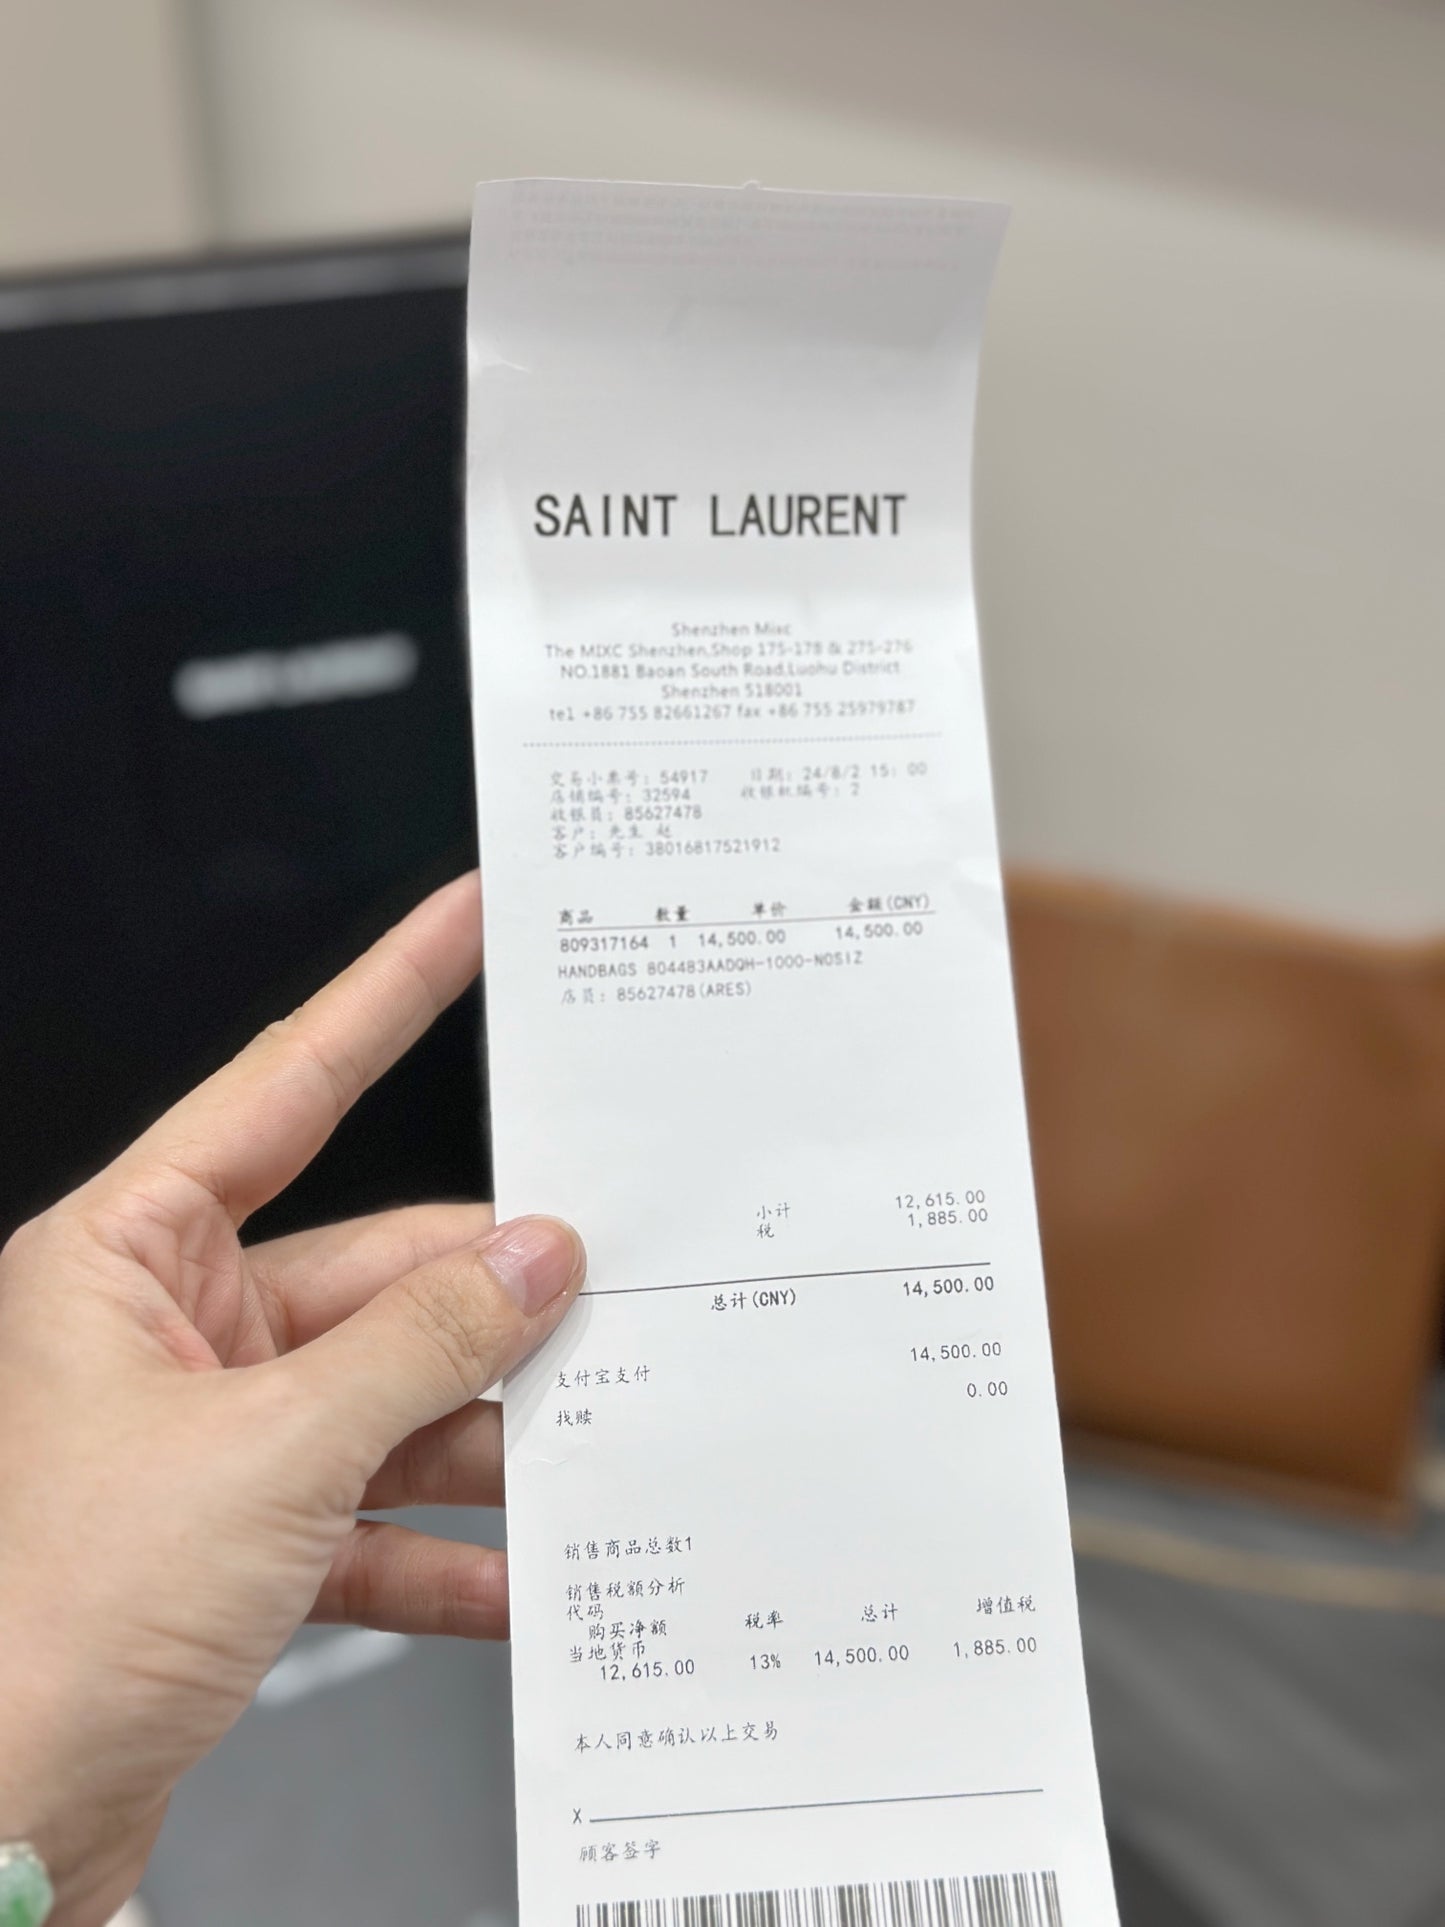 SAINT LAURENT
Shenzhen Mixc
The MIXC Shenzhen,Shop 175-178 & 275-276
NO.1881 Baoan South Road,Luohu District
Shenzhen 518001
tel +86 755 82661267 fax +86 755 25979787
交易小票号: 54917 日期: 24/8/2 15: 00
店铺编号: 32594 收银机编号: 2
收银员: 85627478
客户: 先生 赵
客户编号: 38016817521912
商品 数量 单价 金额(CNY)
809317164 1 14,500.00 14,500.00
HANDBAGS 804483AADQH-1000-NOSIZ
店员: 85627478(ARES)
小计 12,615.00
税 1,885.00
总计(CNY) 14,500.00
支付宝支付 14,500.00
找赎 0.00
销售商品总数1
销售税额分析
代码
购买净额 税率 总计 增值税
当地货币
12,615.00 13% 14,500.00 1,885.00
本人同意确认以上交易
X
顾客签字